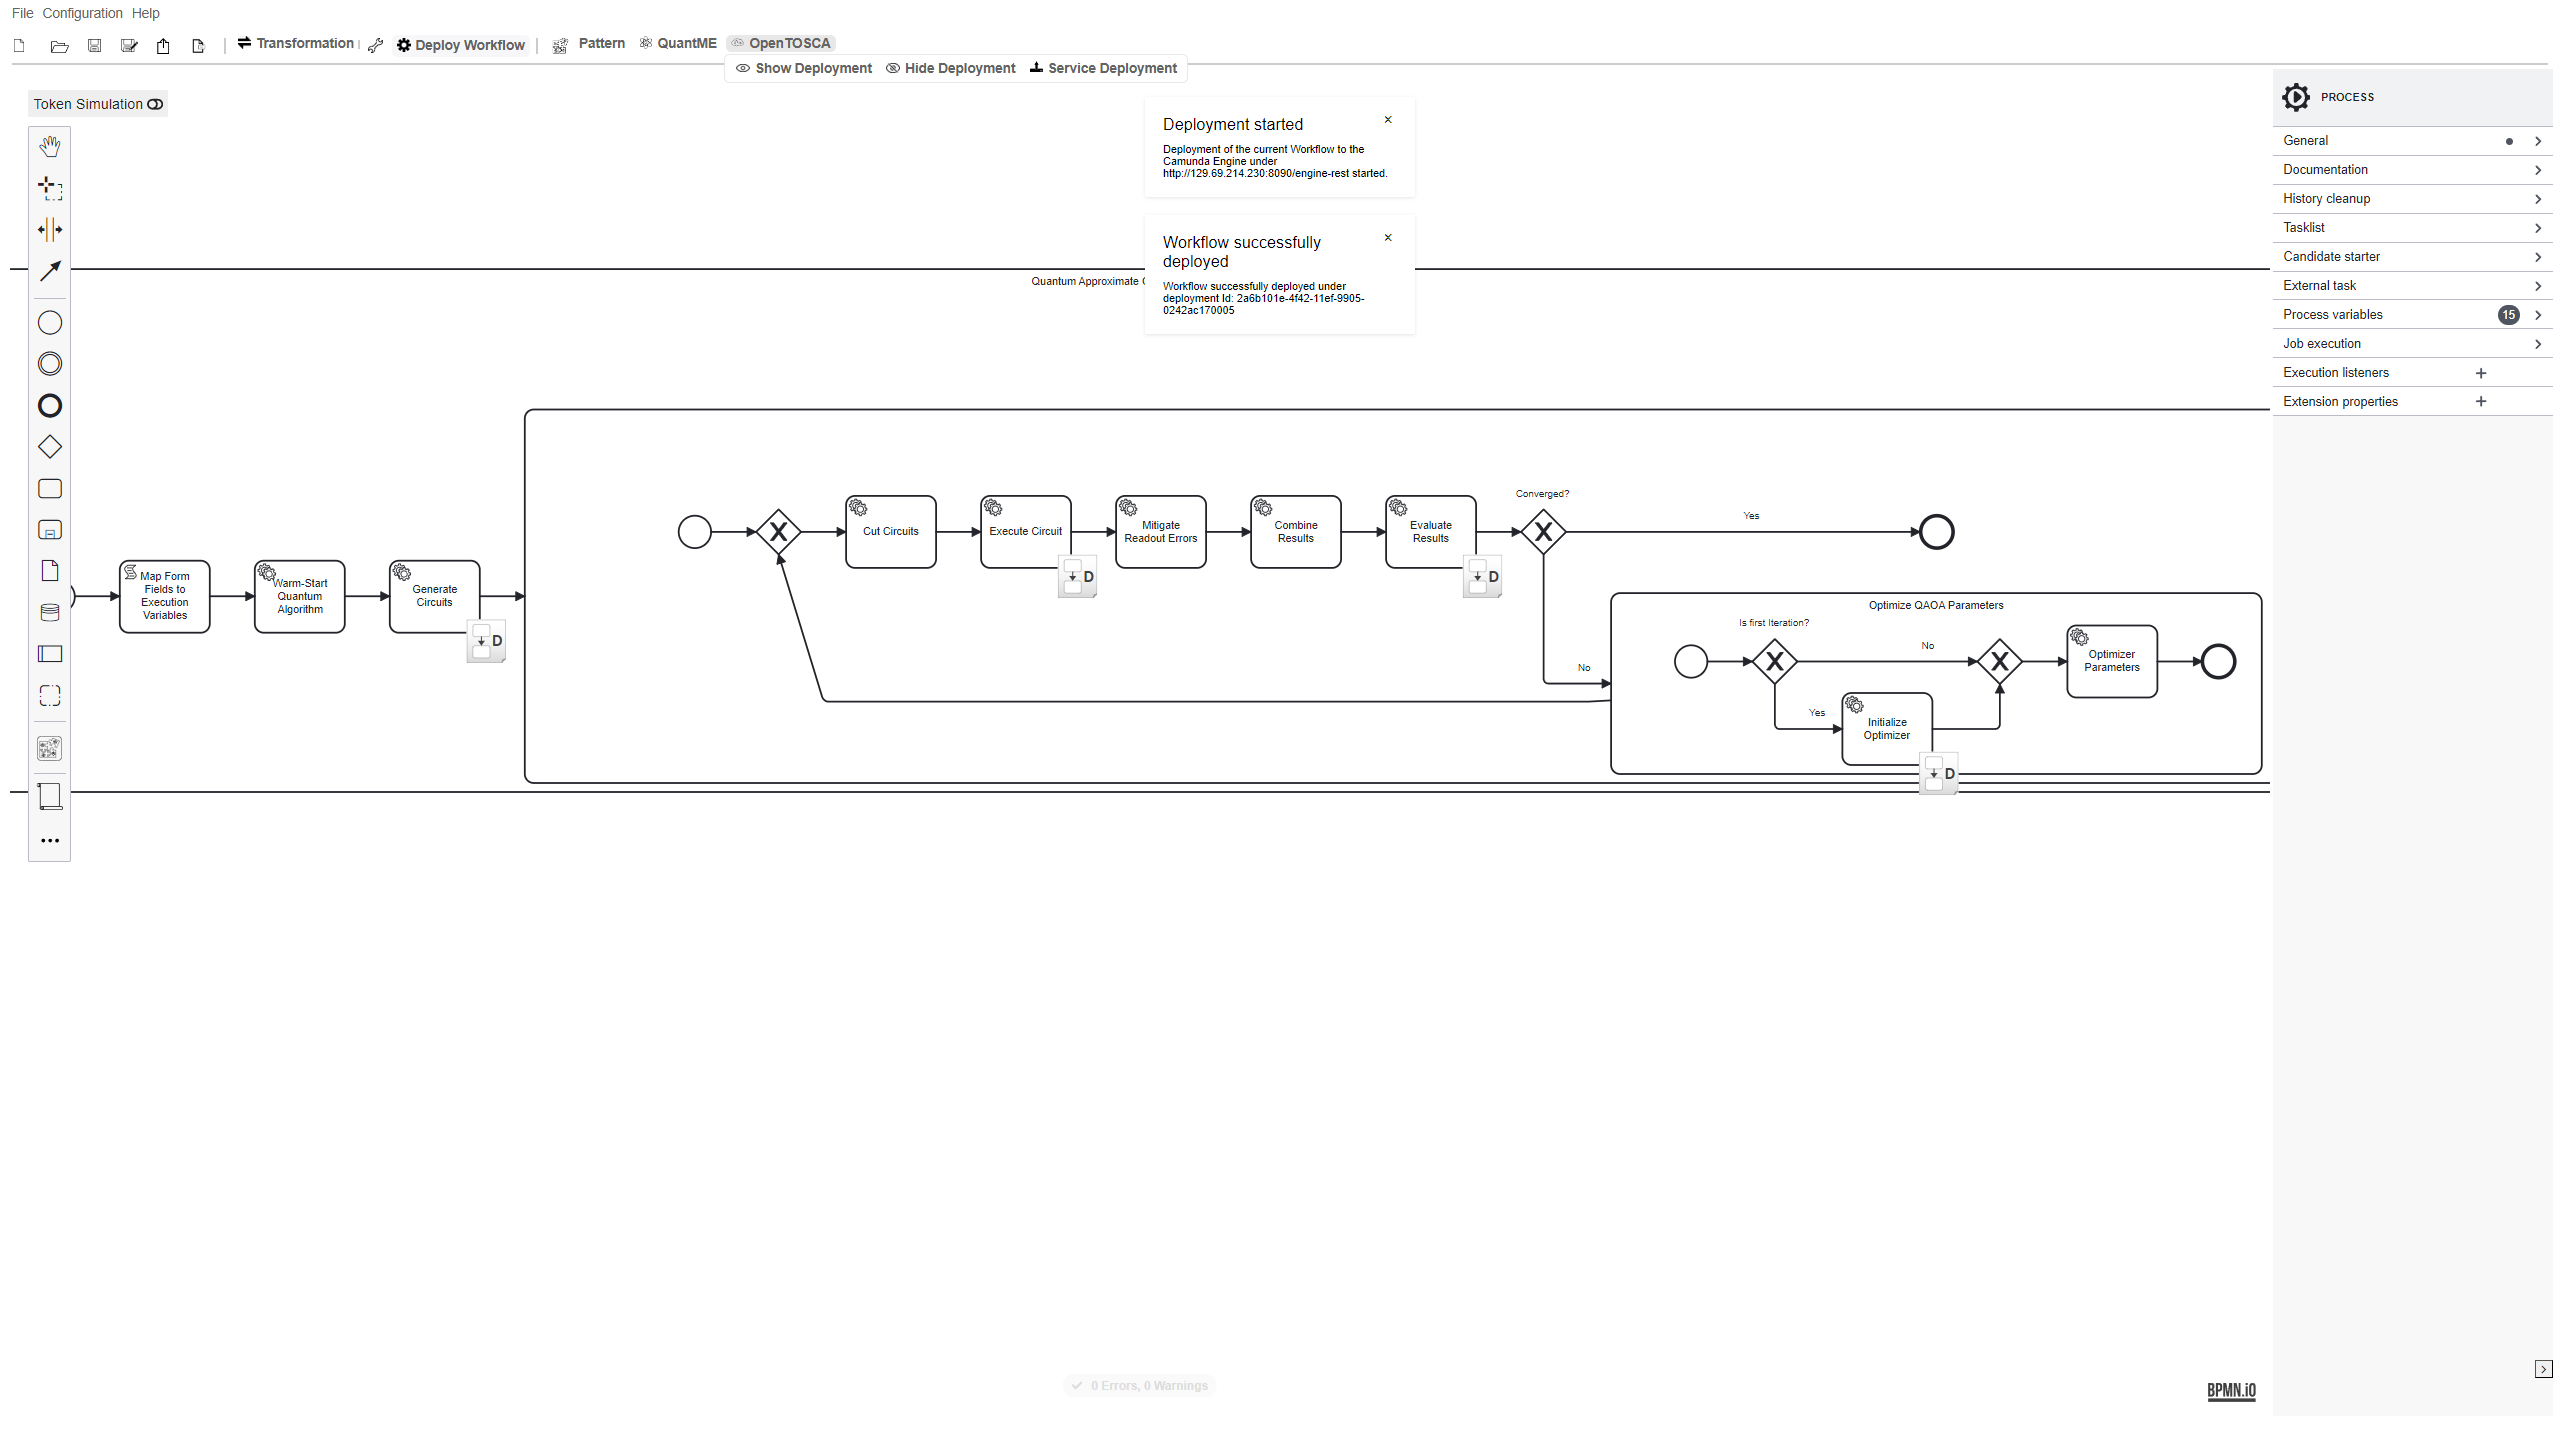 File Configuration Help
Transformation Deploy Workflow Pattern QuantME OpenTOSCA
Show Deployment Hide Deployment Service Deployment
Token Simulation
Deployment started
Deployment of the current Workflow to the
Camunda Engine under
http://129.69.214.230:8090/engine-rest started.
Workflow successfully
deployed
Workflow successfully deployed under
deployment Id: 2a6b101e-4f42-11ef-9905-
0242ac170005
Quantum Approximate
PROCESS
General
Documentation
History cleanup
Tasklist
Candidate starter
External task
Process variables 15
Job execution
Execution listeners
Extension properties
Map Form
Fields to
Execution
Variables
Warm-Start
Quantum
Algorithm
Generate
Circuits
D
Cut Circuits
Execute Circuit
D
Mitigate
Readout Errors
Combine
Results
Evaluate
Results
D
Converged?
Yes
No
Optimize QAOA Parameters
Is first Iteration?
No
Yes
Initialize
Optimizer
D
Optimizer
Parameters
0 Errors, 0 Warnings
BPMN.iO